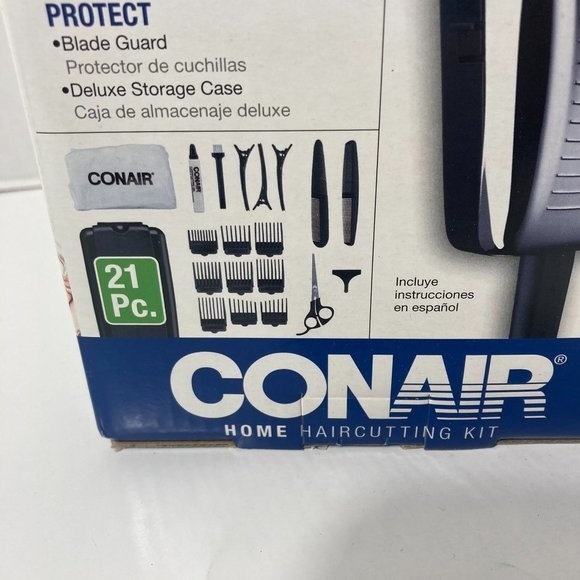 PROTECT
•Blade Guard
Protector de cuchillas
•Deluxe Storage Case
Caja de almacenaje deluxe
CONAIR®
CONAIR
21
Pc.
Incluye
instrucciones
en español
CONAIR®
HOME HAIRCUTTING KIT